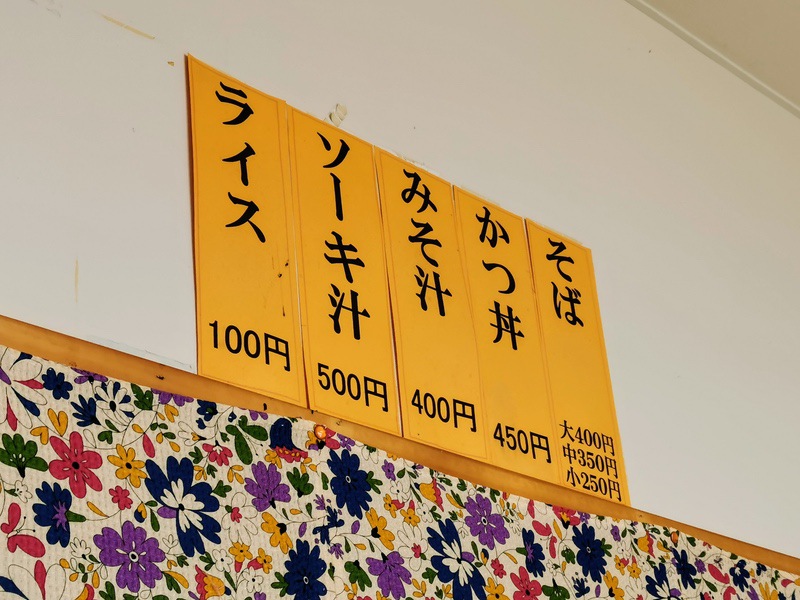 そば
大400円
中350円
小250円
かつ丼
450円
みそ汁
400円
ソーキ汁
500円
ライス
100円